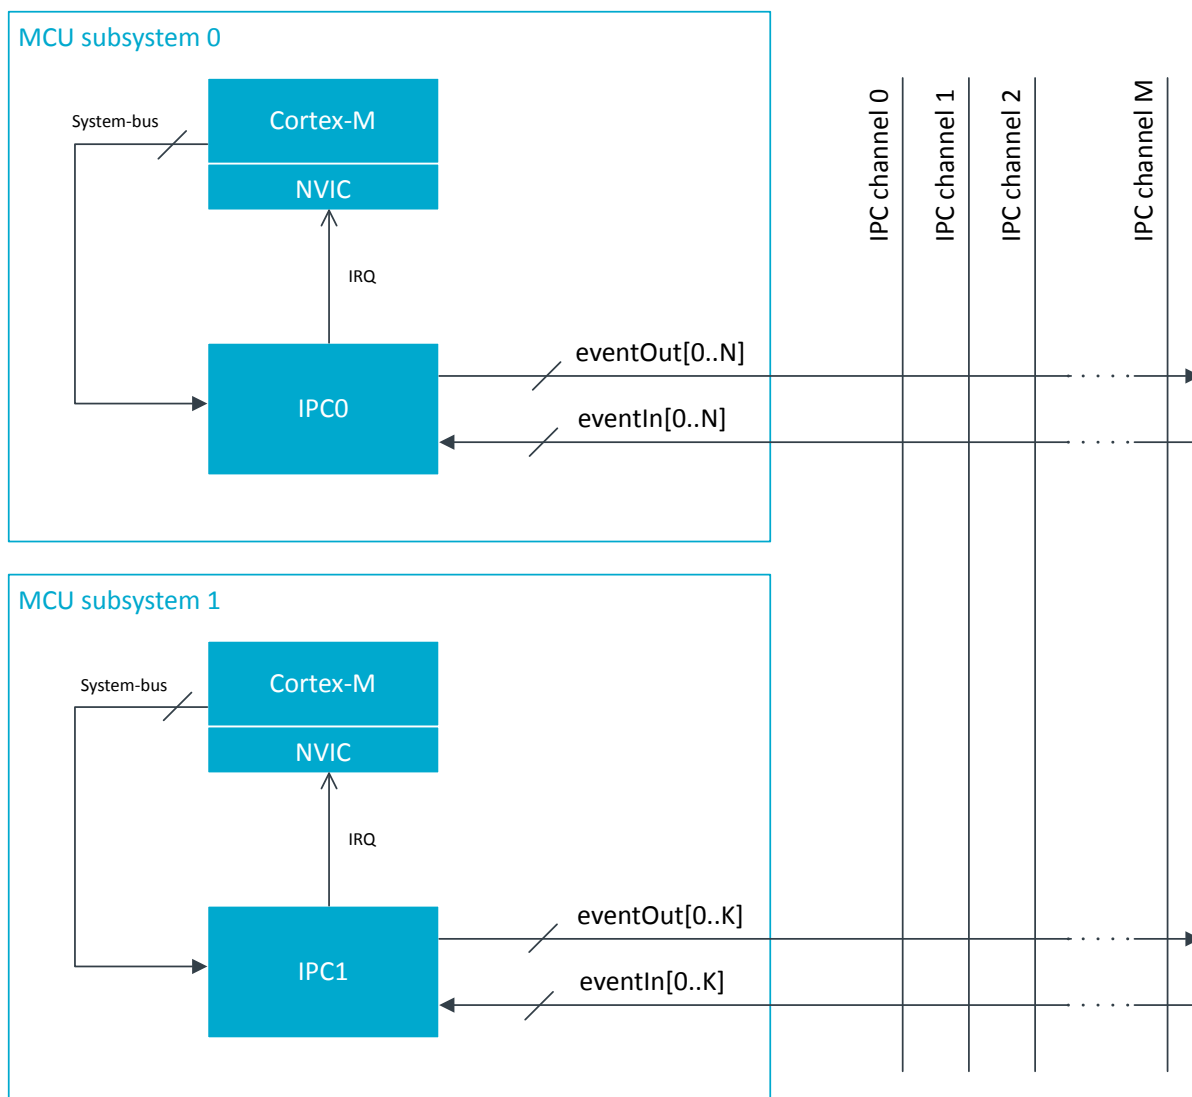 MCU subsystem 0
System-bus
Cortex-M
NVIC
IRQ
IPC0
eventOut[0..N]
eventIn[0..N]
IPC channel 0
IPC channel 1
IPC channel 2
IPC channel M
MCU subsystem 1
System-bus
Cortex-M
NVIC
IRQ
IPC1
eventOut[0..K]
eventIn[0..K]